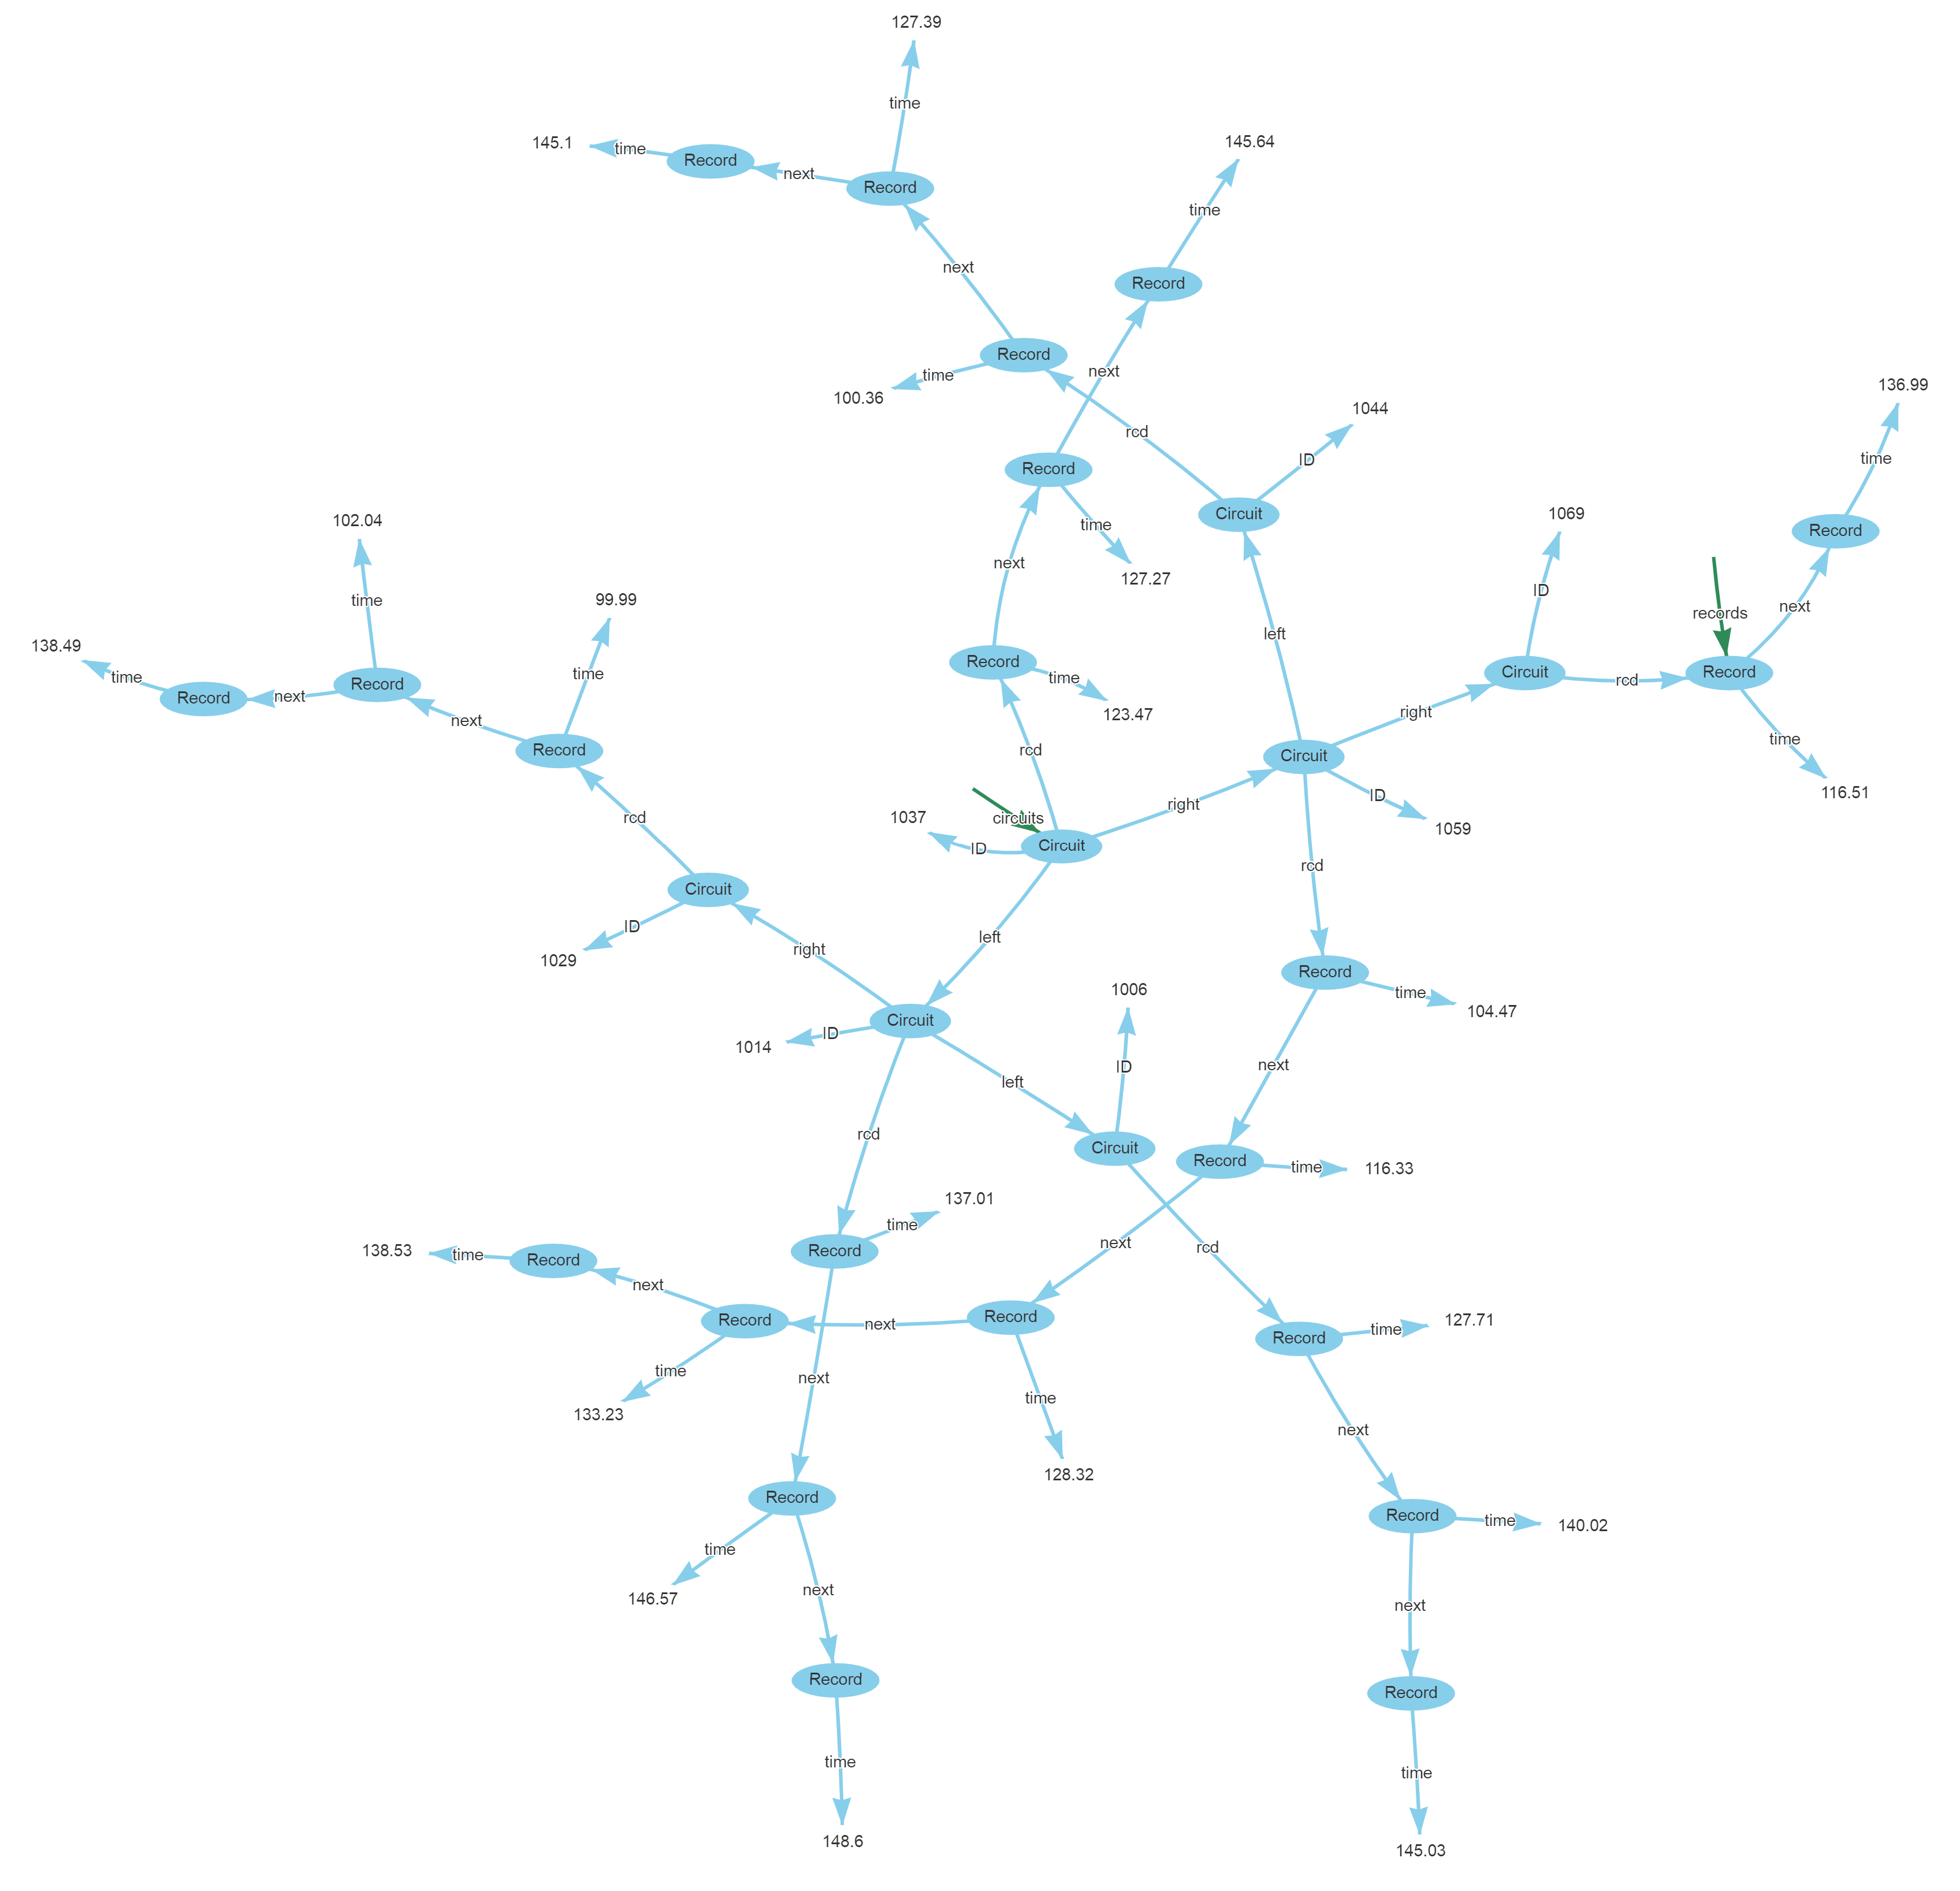 127.39
time
145.1
time
Record
next
Record
145.64
time
next
Record
Record
time
100.36
next
136.99
1044
rcd
time
ID
Record
Circuit
1069
102.04
time
127.27
next
ID
Record
time
99.99
records
next
138.49
time
left
Record
time
123.47
Circuit
rcd
Record
time
next
Record
next
Record
right
time
rcd
Circuit
116.51
Record
rcd
1037
circuits
right
ID
1059
ID
Circuit
rcd
Circuit
1029
ID
right
left
Record
time
104.47
1006
Circuit
1014
ID
left
ID
next
rcd
Circuit
Record
time
116.33
137.01
time
138.53
time
Record
Record
next
rcd
next
Record
next
Record
Record
time
127.71
time
133.23
next
time
128.32
next
Record
Record
time
140.02
time
146.57
next
next
Record
Record
time
148.6
time
145.03